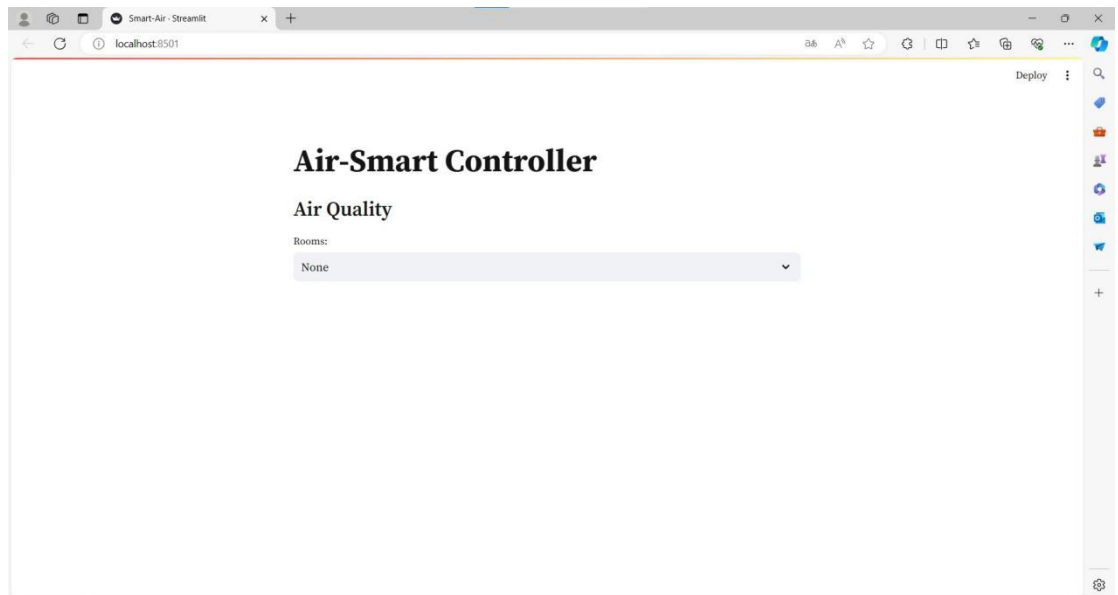 Smart-Air - Streamlit
localhost:8501
Deploy
Air-Smart Controller
Air Quality
Rooms:
None